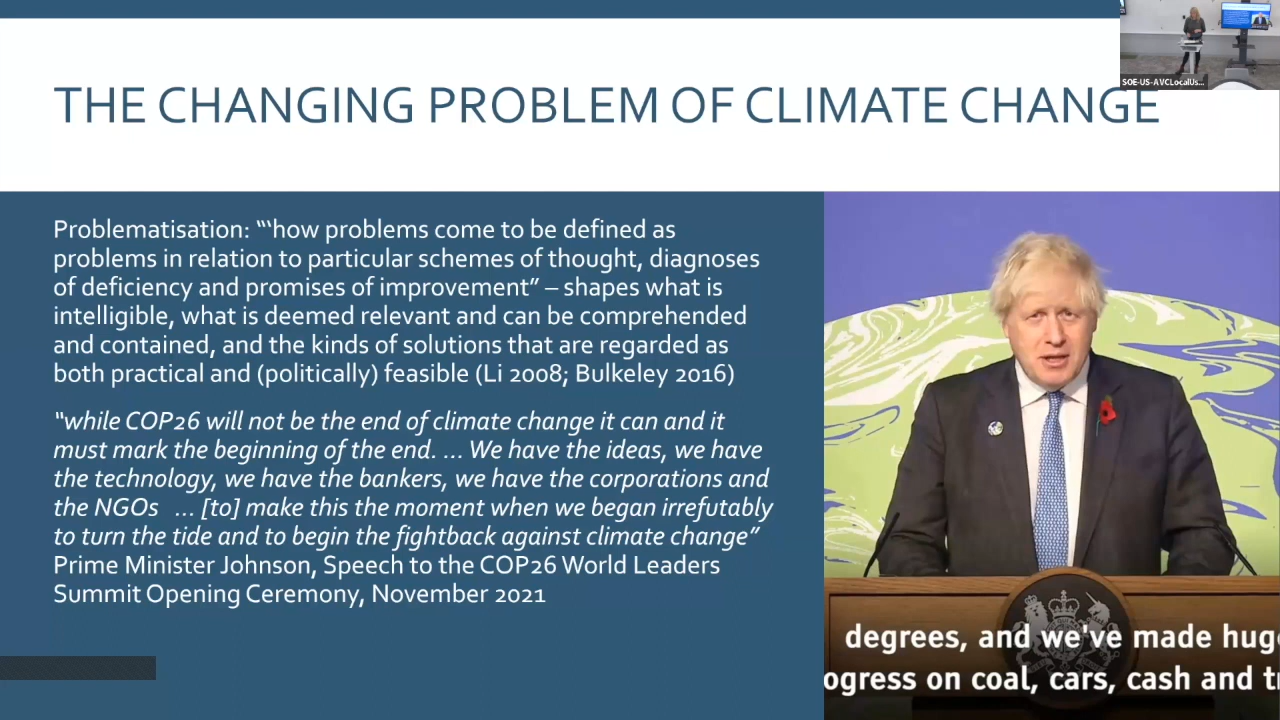 SOE-US-AVCLocalUs...
THE CHANGING PROBLEM OF CLIMATE CHANGE
Problematisation: “‘how problems come to be defined as
problems in relation to particular schemes of thought, diagnoses
of deficiency and promises of improvement” – shapes what is
intelligible, what is deemed relevant and can be comprehended
and contained, and the kinds of solutions that are regarded as
both practical and (politically) feasible (Li 2008; Bulkeley 2016)
“while COP26 will not be the end of climate change it can and it
must mark the beginning of the end. ... We have the ideas, we have
the technology, we have the bankers, we have the corporations and
the NGOs ... [to] make this the moment when we began irrefutably
to turn the tide and to begin the fightback against climate change”
Prime Minister Johnson, Speech to the COP26 World Leaders
Summit Opening Ceremony, November 2021
degrees, and we've made hug
ogress on coal, cars, cash and t